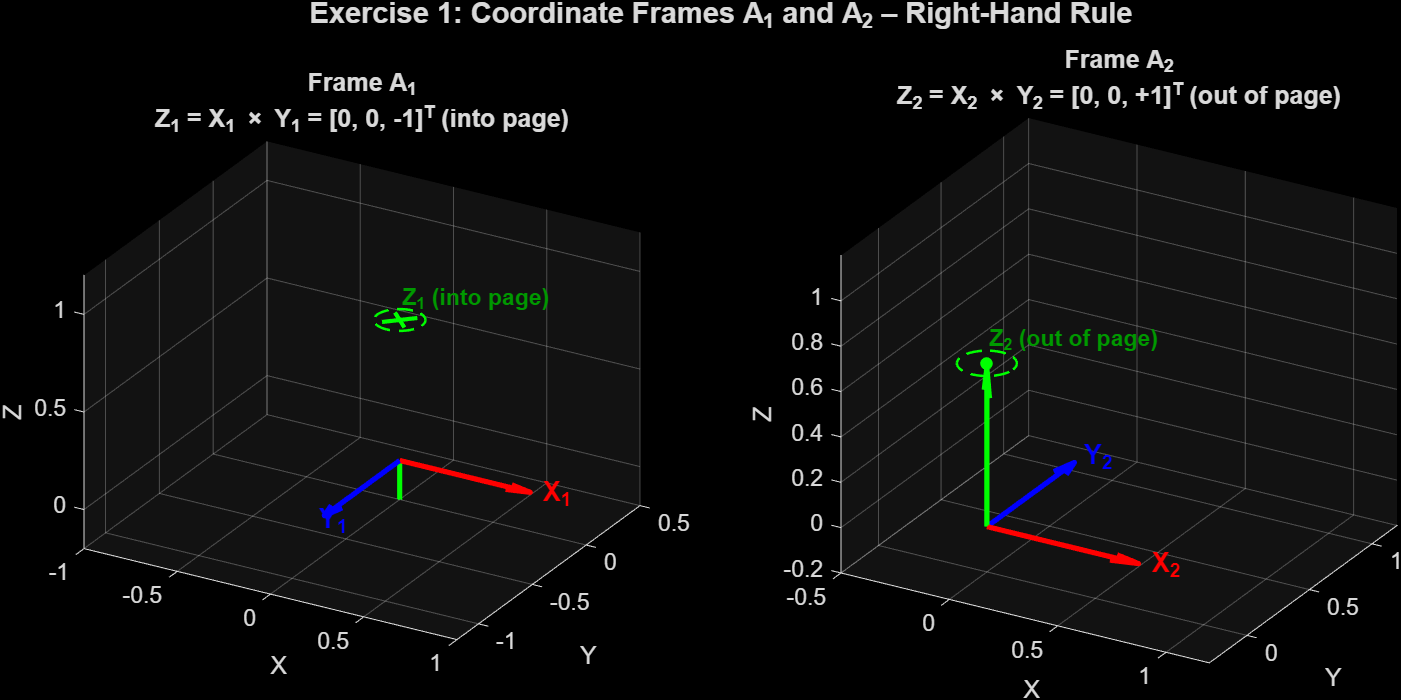 Exercise 1: Coordinate Frames A₁ and A₂ – Right-Hand Rule
Frame A₁
Z₁ = X₁ × Y₁ = [0, 0, -1]ᵀ (into page)
Z₁ (into page)
X₁
Y₁
1
0.5
0
Z
-1
-0.5
0
0.5
1
X
-1
-0.5
0
0.5
Y
Frame A₂
Z₂ = X₂ × Y₂ = [0, 0, +1]ᵀ (out of page)
Z₂ (out of page)
Y₂
X₂
1
0.8
0.6
0.4
0.2
0
-0.2
Z
-0.5
0
0.5
1
X
0
0.5
1
Y